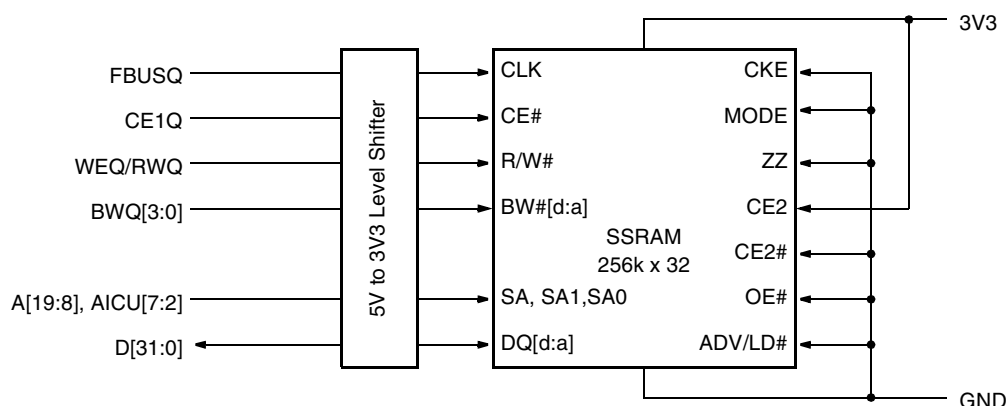 3V3
FBUSQ
CE1Q
WEQ/RWQ
BWQ[3:0]
A[19:8], AICU[7:2]
D[31:0]
5V to 3V3 Level Shifter
CLK
CE#
R/W#
BW#[d:a]
SA, SA1,SA0
DQ[d:a]
SSRAM
256k x 32
CKE
MODE
ZZ
CE2
CE2#
OE#
ADV/LD#
GND